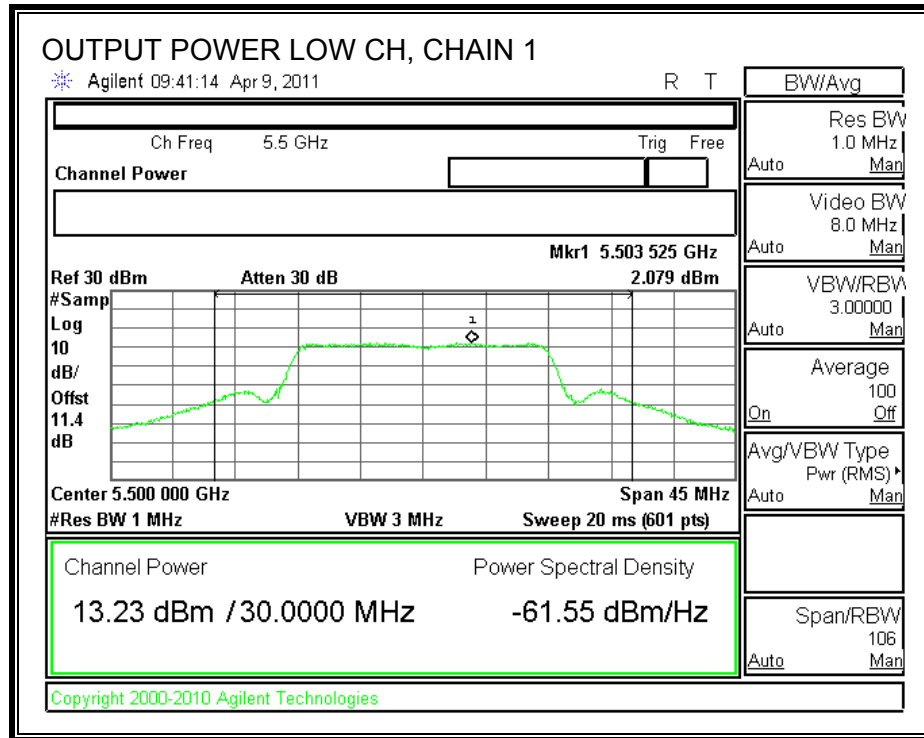 OUTPUT POWER LOW CH, CHAIN 1
Agilent 09:41:14 Apr 9, 2011 R T
Ch Freq 5.5 GHz Trig Free
Channel Power
Mkr1 5.503 525 GHz
Ref 30 dBm Atten 30 dB 2.079 dBm
#Samp
Log
10
dB/
Offst
11.4
dB
1
Center 5.500 000 GHz Span 45 MHz
#Res BW 1 MHz VBW 3 MHz Sweep 20 ms (601 pts)
Channel Power Power Spectral Density
13.23 dBm / 30.0000 MHz -61.55 dBm/Hz
Copyright 2000-2010 Agilent Technologies
BW/Avg
Res BW
1.0 MHz
Auto Man
Video BW
8.0 MHz
Auto Man
VBW/RBW
3.00000
Auto Man
Average
100
On Off
Avg/VBW Type
Pwr (RMS)
Auto Man
Span/RBW
106
Auto Man